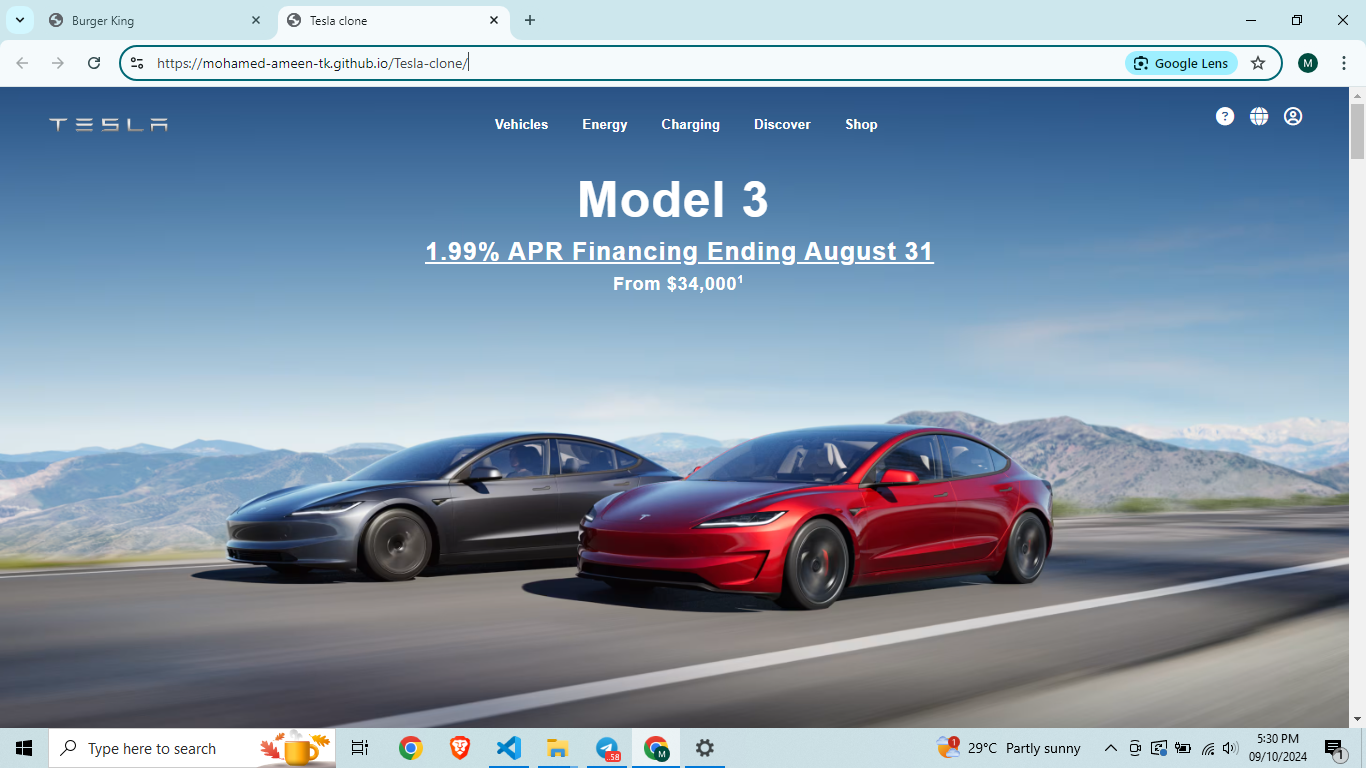 Burger King
Tesla clone
https://mohamed-ameen-tk.github.io/Tesla-clone/
Google Lens
M
TESLA
Vehicles
Energy
Charging
Discover
Shop
?
Model 3
1.99% APR Financing Ending August 31
From $34,000¹
Type here to search
.58
M
1
29°C Partly sunny
5:30 PM
09/10/2024
1